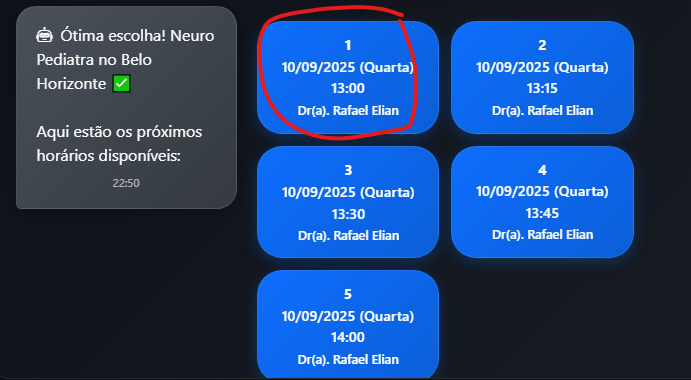 Ótima escolha! Neuro
Pediatra no Belo
Horizonte ✅
Aqui estão os próximos
horários disponíveis:
22:50
1
10/09/2025 (Quarta)
13:00
Dr(a). Rafael Elian
2
10/09/2025 (Quarta)
13:15
Dr(a). Rafael Elian
3
10/09/2025 (Quarta)
13:30
Dr(a). Rafael Elian
4
10/09/2025 (Quarta)
13:45
Dr(a). Rafael Elian
5
10/09/2025 (Quarta)
14:00
Dr(a). Rafael Elian